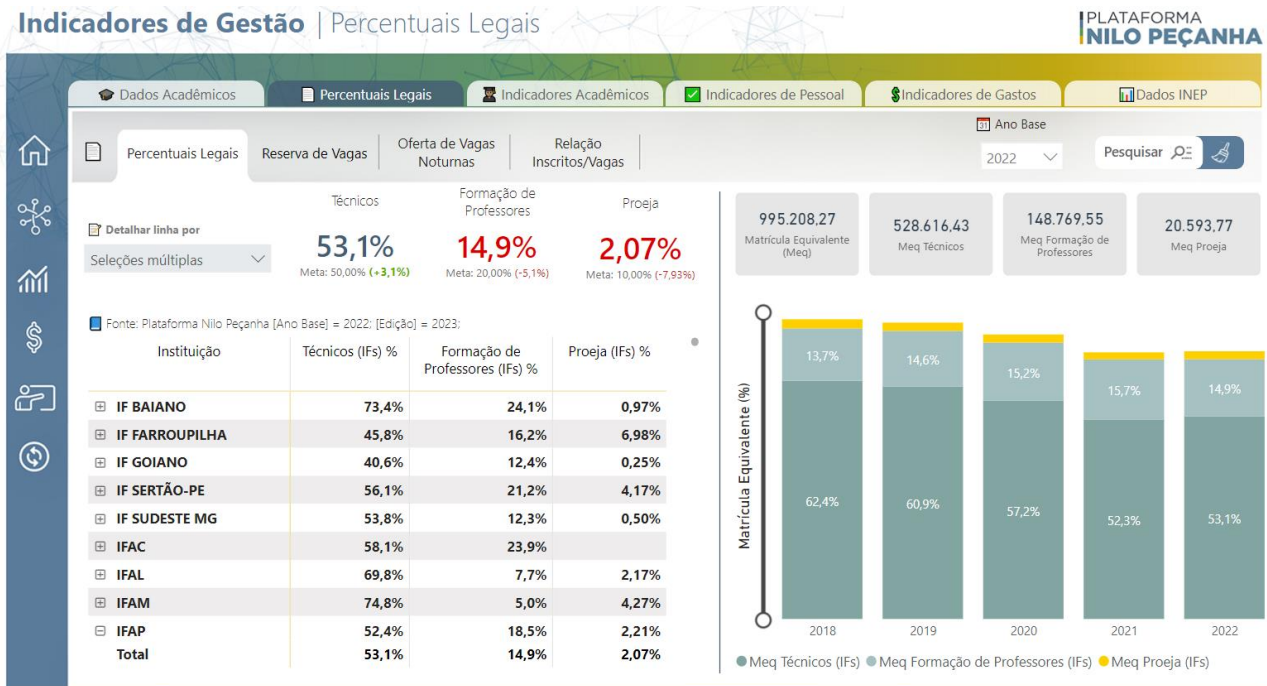 Indicadores de Gestão | Percentuais Legais
PLATAFORMA
NILO PEÇANHA
Dados Acadêmicos
Percentuais Legais
Indicadores Acadêmicos
Indicadores de Pessoal
$Indicadores de Gastos
Dados INEP
31 Ano Base
2022
Pesquisar
Percentuais Legais
Reserva de Vagas
Oferta de Vagas
Noturnas
Relação
Inscritos/Vagas
Detalhar linha por
Seleções múltiplas
Técnicos
53,1%
Meta: 50,00% (+3,1%)
Formação de
Professores
14,9%
Meta: 20,00% (-5,1%)
Proeja
2,07%
Meta: 10,00% (-7,93%)
995.208,27
Matrícula Equivalente
(Meq)
528.616,43
Meq Técnicos
148.769,55
Meq Formação de
Professores
20.593,77
Meq Proeja
Fonte: Plataforma Nilo Peçanha [Ano Base] = 2022; [Edição] = 2023;
Instituição Técnicos (IFs) % Formação de Professores (IFs) % Proeja (IFs) %
IF BAIANO 73,4% 24,1% 0,97%
IF FARROUPILHA 45,8% 16,2% 6,98%
IF GOIANO 40,6% 12,4% 0,25%
IF SERTÃO-PE 56,1% 21,2% 4,17%
IF SUDESTE MG 53,8% 12,3% 0,50%
IFAC 58,1% 23,9%
IFAL 69,8% 7,7% 2,17%
IFAM 74,8% 5,0% 4,27%
IFAP 52,4% 18,5% 2,21%
Total 53,1% 14,9% 2,07%
Matrícula Equivalente (%)
13,7% 14,6% 15,2% 15,7% 14,9%
62,4% 60,9% 57,2% 52,3% 53,1%
2018 2019 2020 2021 2022
Meq Técnicos (IFs) Meq Formação de Professores (IFs) Meq Proeja (IFs)